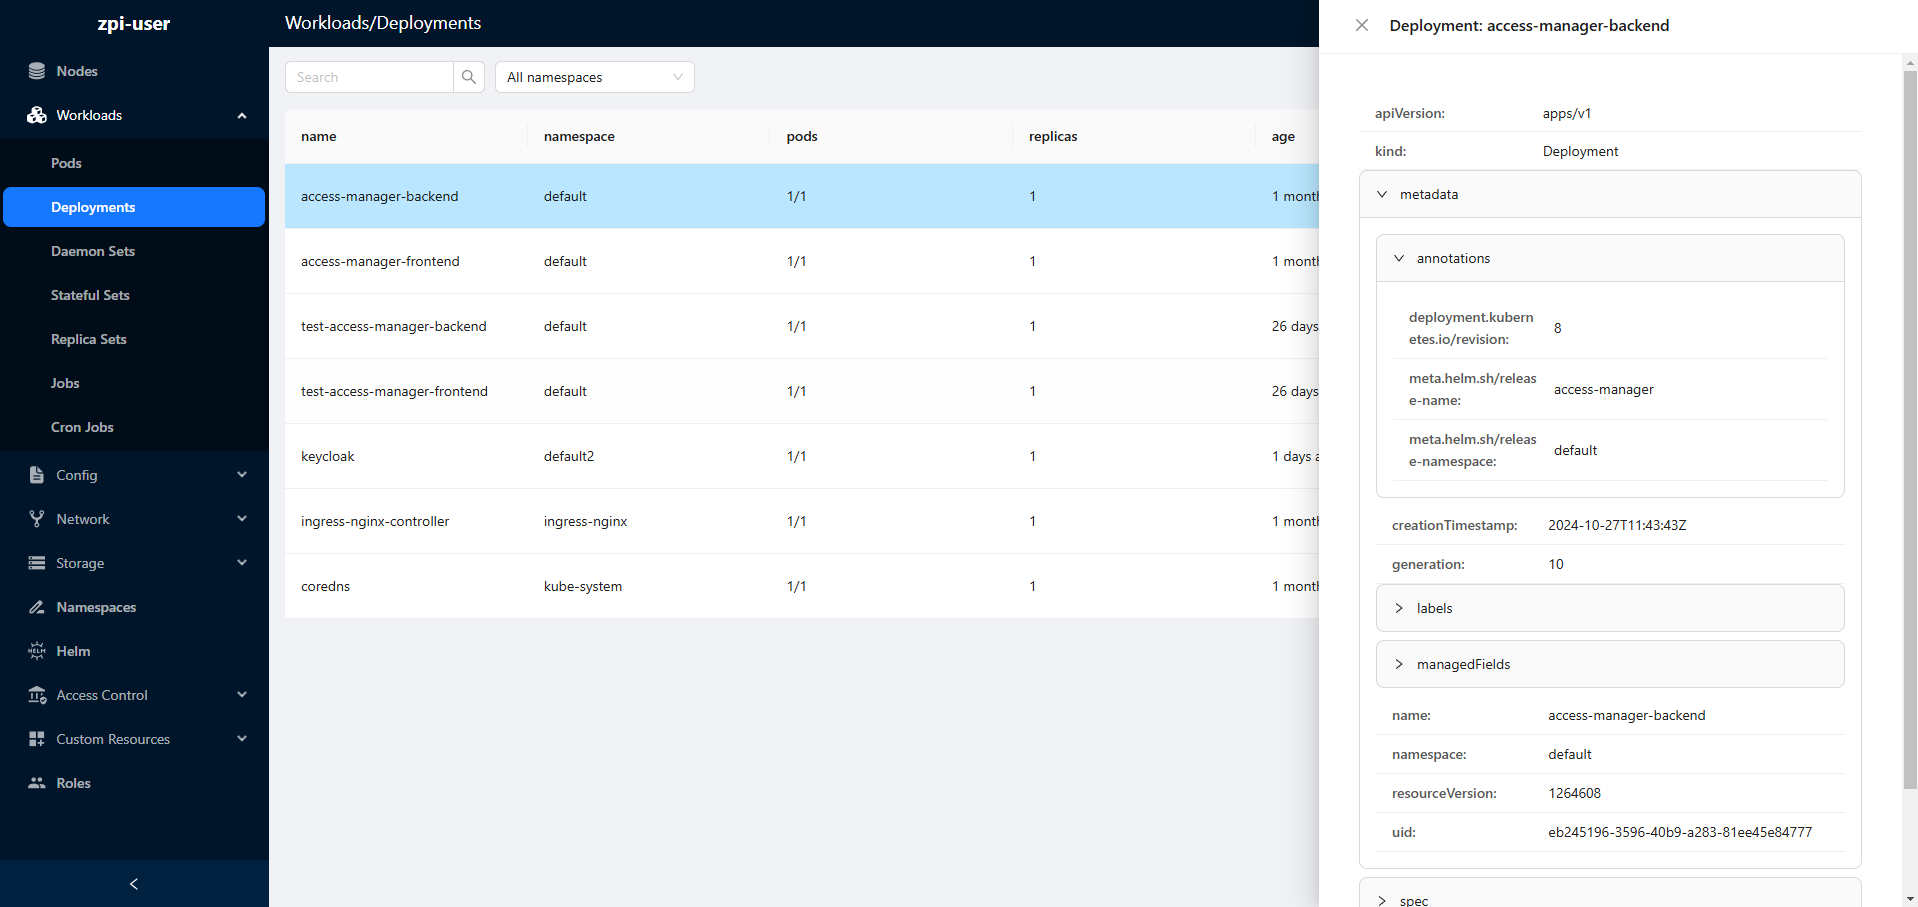 zpi-user
Nodes
Workloads
Pods
Deployments
Daemon Sets
Stateful Sets
Replica Sets
Jobs
Cron Jobs
Config
Network
Storage
Namespaces
HELM
Helm
Access Control
Custom Resources
Roles
Workloads/Deployments
Search
All namespaces
name namespace pods replicas age
access-manager-backend default 1/1 1 1 month
access-manager-frontend default 1/1 1 1 month
test-access-manager-backend default 1/1 1 26 days
test-access-manager-frontend default 1/1 1 26 days
keycloak default2 1/1 1 1 days a
ingress-nginx-controller ingress-nginx 1/1 1 1 month
coredns kube-system 1/1 1 1 month
Deployment: access-manager-backend
apiVersion: apps/v1
kind: Deployment
metadata
annotations
deployment.kubern
etes.io/revision: 8
meta.helm.sh/releas
e-name: access-manager
meta.helm.sh/releas
e-namespace: default
creationTimestamp: 2024-10-27T11:43:43Z
generation: 10
labels
managedFields
name: access-manager-backend
namespace: default
resourceVersion: 1264608
uid: eb245196-3596-40b9-a283-81ee45e84777
spec